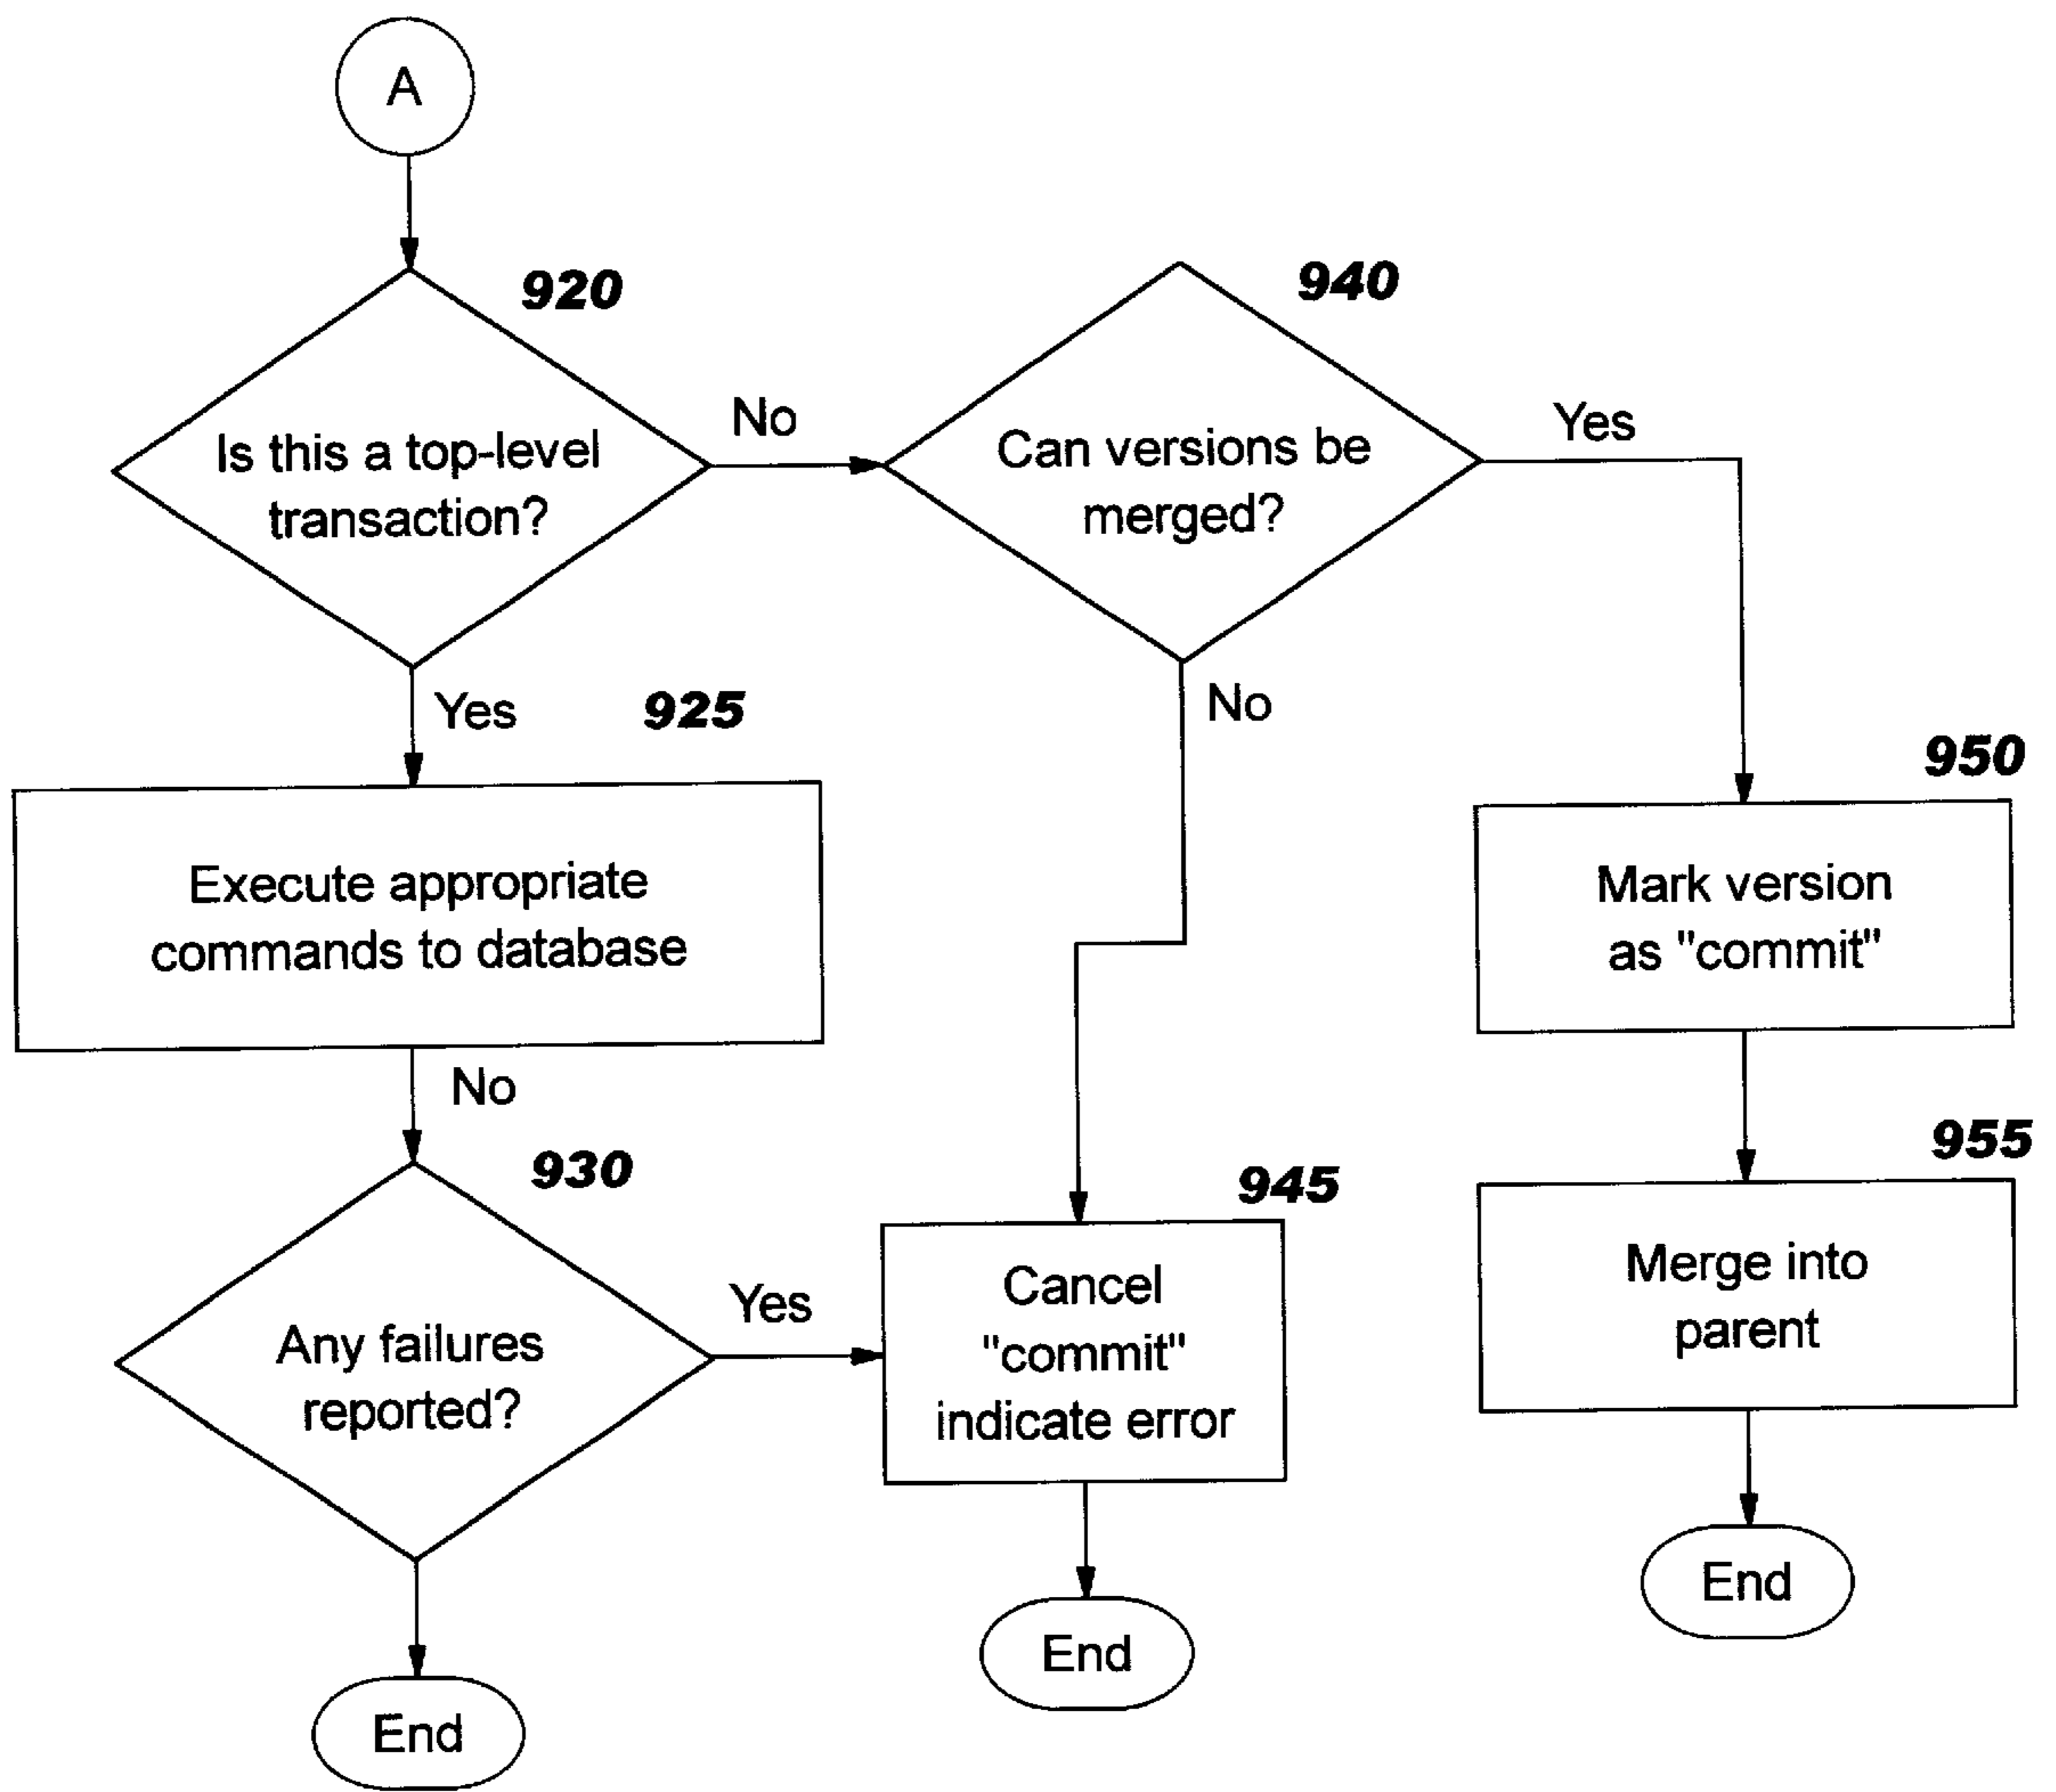 A
920
Is this a top-level
transaction?
No
940
Can versions be
merged?
Yes
Yes
925
No
950
Execute appropriate
commands to database
Mark version
as "commit"
No
930
945
955
Any failures
reported?
Yes
Cancel
"commit"
indicate error
Merge into
parent
End
End
End